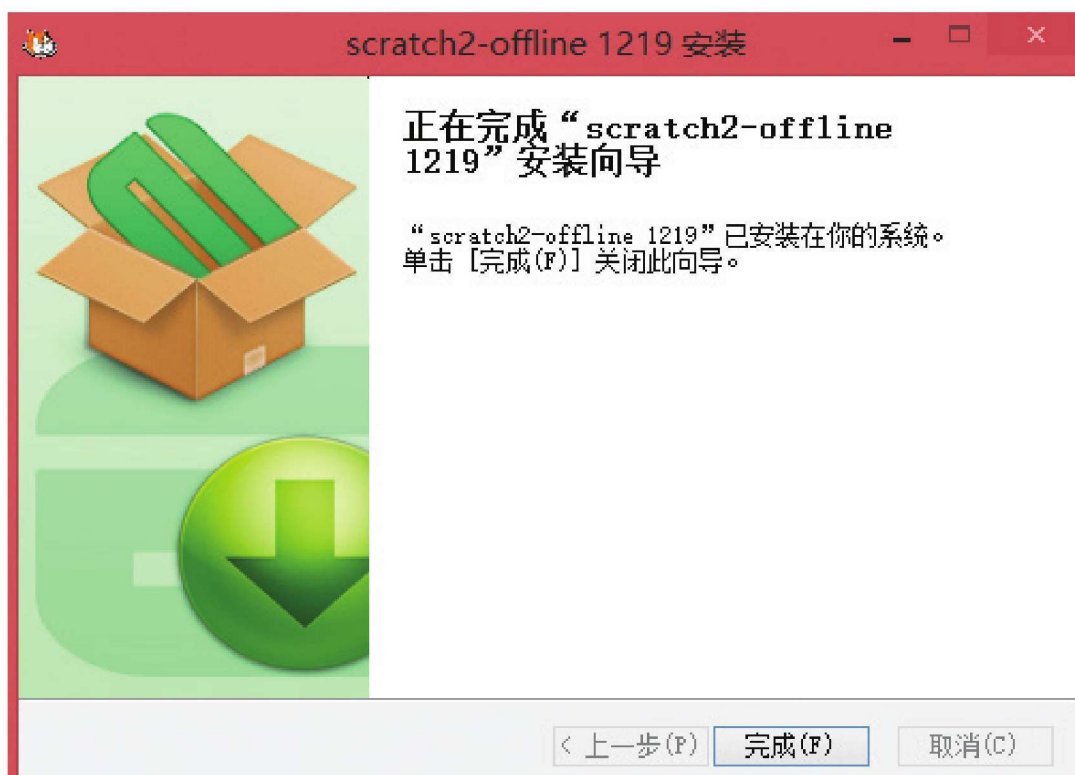 scratch2-offline 1219 安装
正在完成“scratch2-offline
1219”安装向导
“scratch2-offline 1219”已安装在你的系统。
单击 [完成(F)] 关闭此向导。
< 上一步(P) 完成(F) 取消(C)